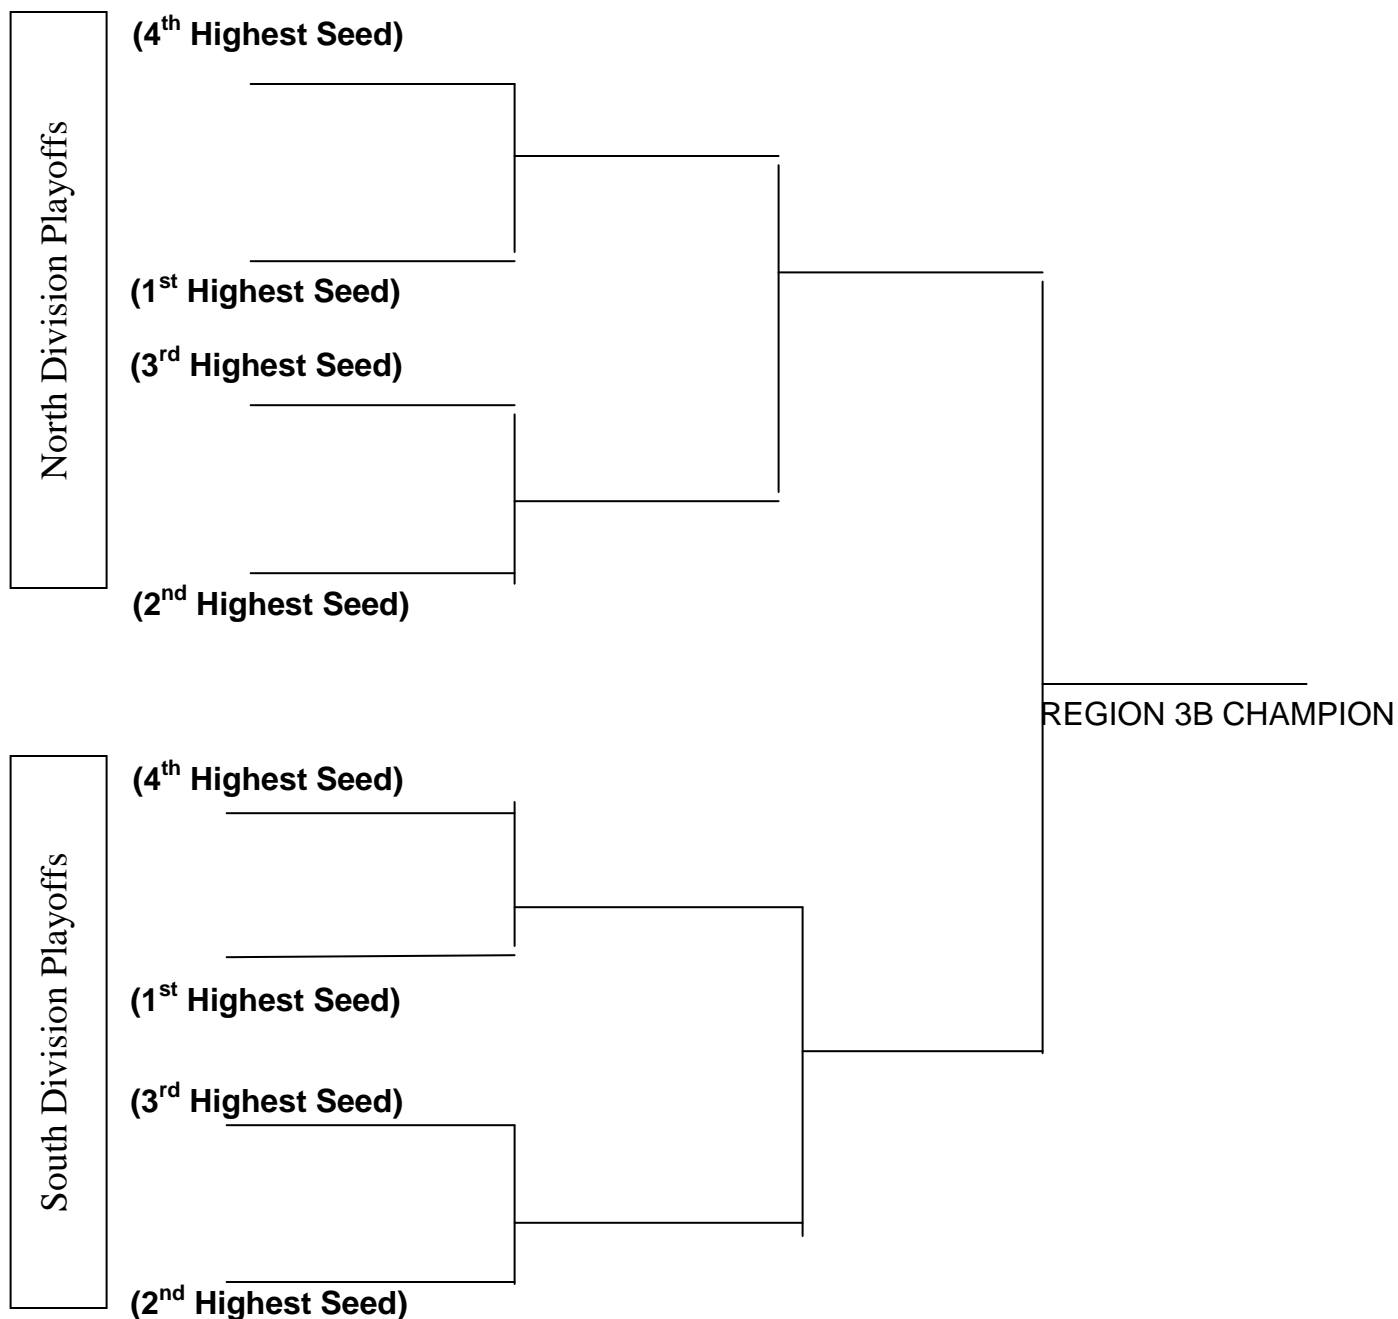 North Division Playoffs
(4th Highest Seed)
(1st Highest Seed)
(3rd Highest Seed)
(2nd Highest Seed)
REGION 3B CHAMPION
South Division Playoffs
(4th Highest Seed)
(1st Highest Seed)
(3rd Highest Seed)
(2nd Highest Seed)